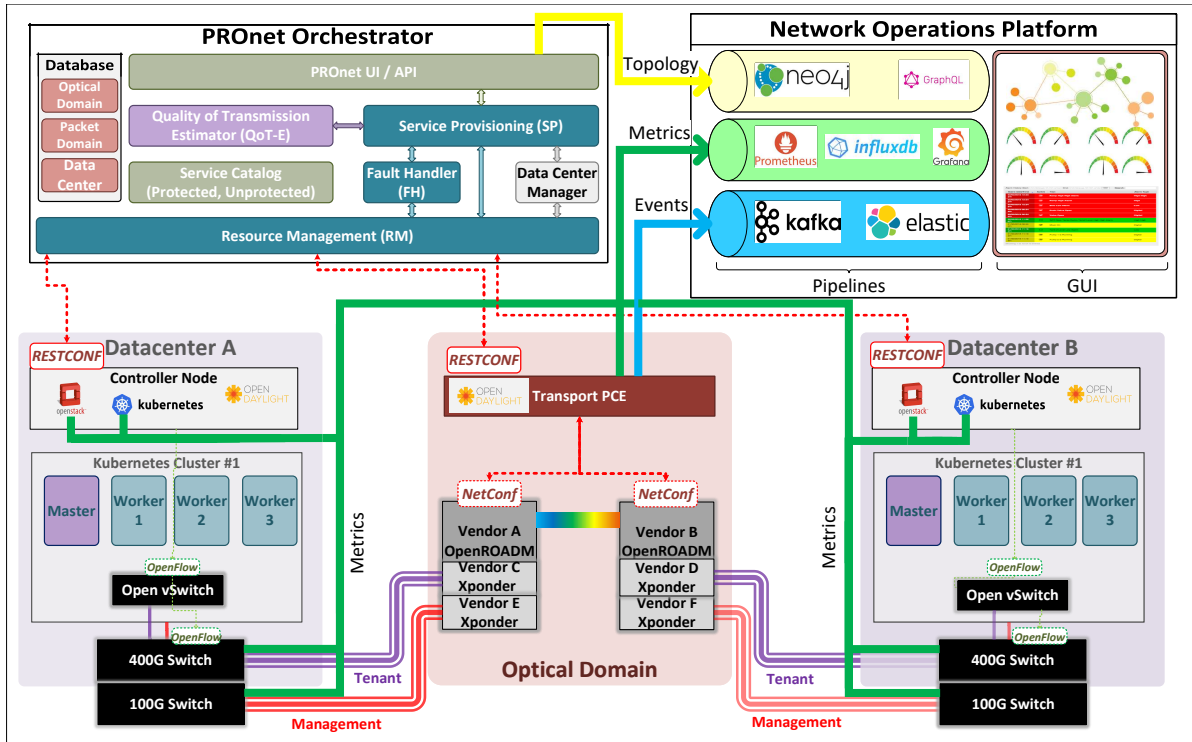 PROnet Orchestrator
Database
Optical
Domain
Packet
Domain
Data
Center
PROnet UI / API
Quality of Transmission
Estimator (QoT-E)
Service Provisioning (SP)
Service Catalog
(Protected, Unprotected)
Fault Handler
(FH)
Data Center
Manager
Resource Management (RM)
Network Operations Platform
Topology
neo4j
GraphQL
Metrics
Prometheus
influxdb
Grafana
Events
kafka
elastic
Pipelines
GUI
Datacenter A
RESTCONF
Controller Node
openstack
kubernetes
OPEN
DAYLIGHT
Kubernetes Cluster #1
Master
Worker
1
Worker
2
Worker
3
OpenFlow
Open vSwitch
OpenFlow
400G Switch
100G Switch
Metrics
Tenant
Management
RESTCONF
OPEN
DAYLIGHT
Transport PCE
NetConf
NetConf
Vendor A
OpenROADM
Vendor C
Xponder
Vendor E
Xponder
Vendor B
OpenROADM
Vendor D
Xponder
Vendor F
Xponder
Optical Domain
Metrics
Tenant
Management
Datacenter B
RESTCONF
Controller Node
openstack
kubernetes
OPEN
DAYLIGHT
Kubernetes Cluster #1
Master
Worker
1
Worker
2
Worker
3
OpenFlow
Open vSwitch
OpenFlow
400G Switch
100G Switch